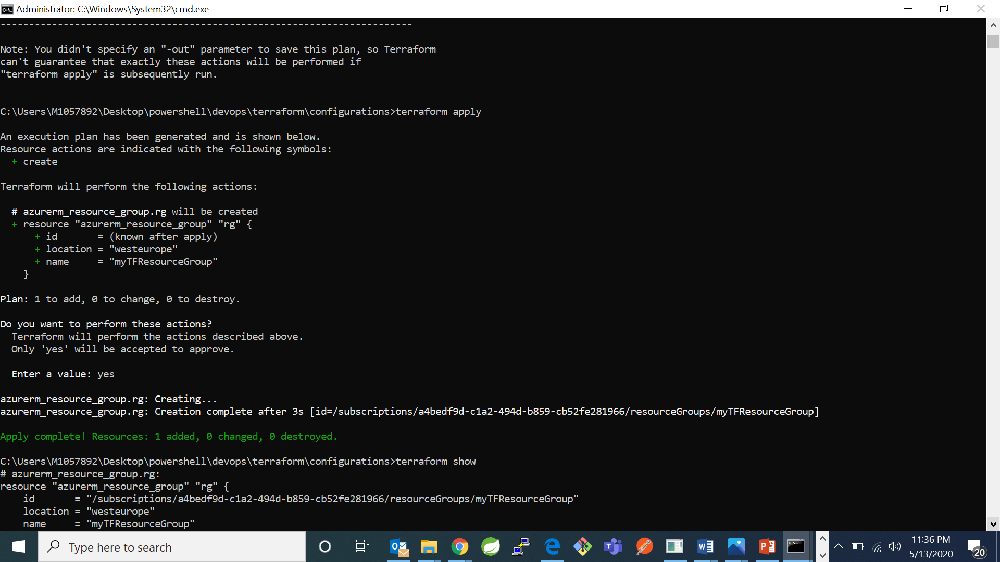 Administrator: C:\Windows\System32\cmd.exe
------------------------------------------------------------------------
Note: You didn't specify an "-out" parameter to save this plan, so Terraform
can't guarantee that exactly these actions will be performed if
"terraform apply" is subsequently run.
C:\Users\M1057892\Desktop\powershell\devops\terraform\configurations>terraform apply
An execution plan has been generated and is shown below.
Resource actions are indicated with the following symbols:
  + create
Terraform will perform the following actions:
  # azurerm_resource_group.rg will be created
  + resource "azurerm_resource_group" "rg" {
      + id       = (known after apply)
      + location = "westeurope"
      + name     = "myTFResourceGroup"
    }
Plan: 1 to add, 0 to change, 0 to destroy.
Do you want to perform these actions?
  Terraform will perform the actions described above.
  Only 'yes' will be accepted to approve.
  Enter a value: yes
azurerm_resource_group.rg: Creating...
azurerm_resource_group.rg: Creation complete after 3s [id=/subscriptions/a4bedf9d-c1a2-494d-b859-cb52fe281966/resourceGroups/myTFResourceGroup]
Apply complete! Resources: 1 added, 0 changed, 0 destroyed.
C:\Users\M1057892\Desktop\powershell\devops\terraform\configurations>terraform show
# azurerm_resource_group.rg:
resource "azurerm_resource_group" "rg" {
    id       = "/subscriptions/a4bedf9d-c1a2-494d-b859-cb52fe281966/resourceGroups/myTFResourceGroup"
    location = "westeurope"
    name     = "myTFResourceGroup"
Type here to search
11:36 PM
5/13/2020
20